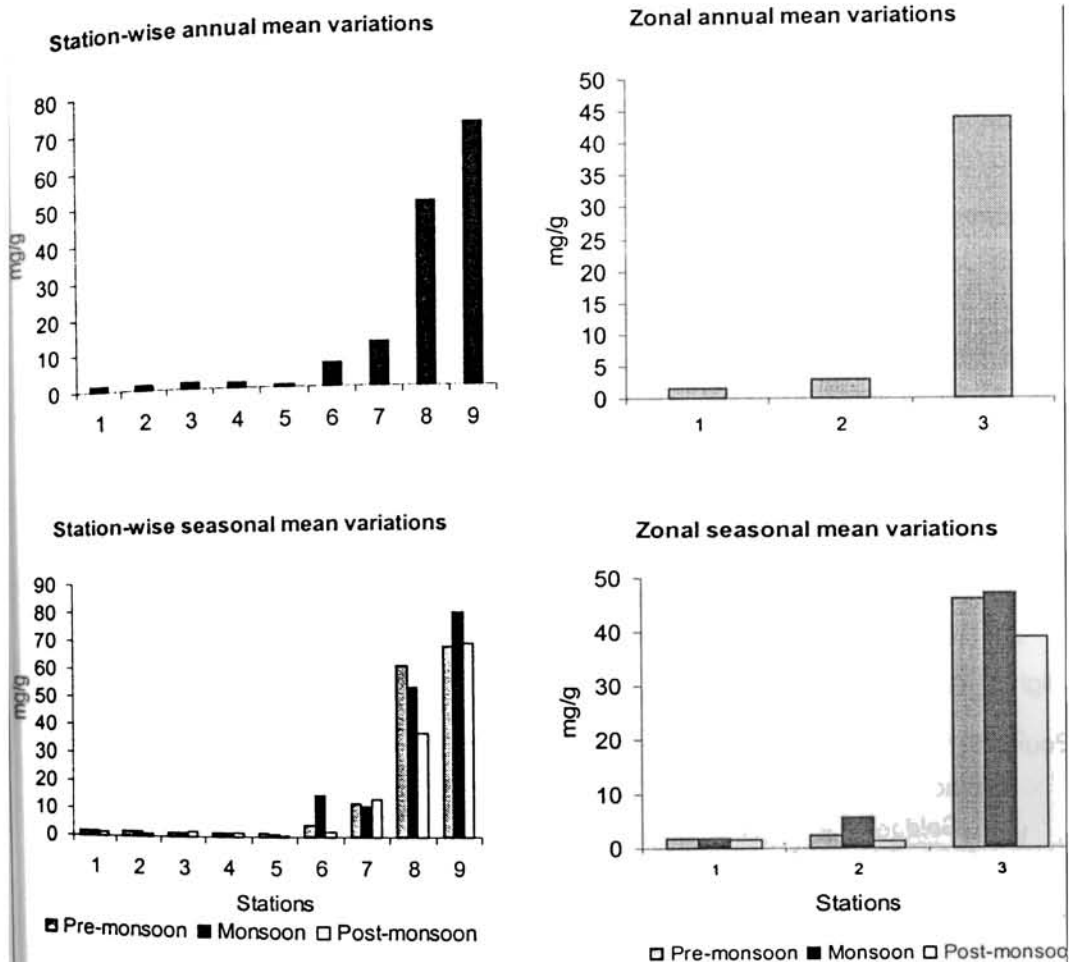 Station-wise annual mean variations
80
70
60
50
40
30
20
10
0
mg/g
1 2 3 4 5 6 7 8 9
Zonal annual mean variations
50
45
40
35
30
25
20
15
10
5
0
mg/g
1 2 3
Station-wise seasonal mean variations
90
80
70
60
50
40
30
20
10
0
mg/g
1 2 3 4 5 6 7 8 9
Stations
Pre-monsoon Monsoon Post-monsoon
Zonal seasonal mean variations
50
40
30
20
10
0
mg/g
1 2 3
Stations
Pre-monsoon Monsoon Post-monsoo